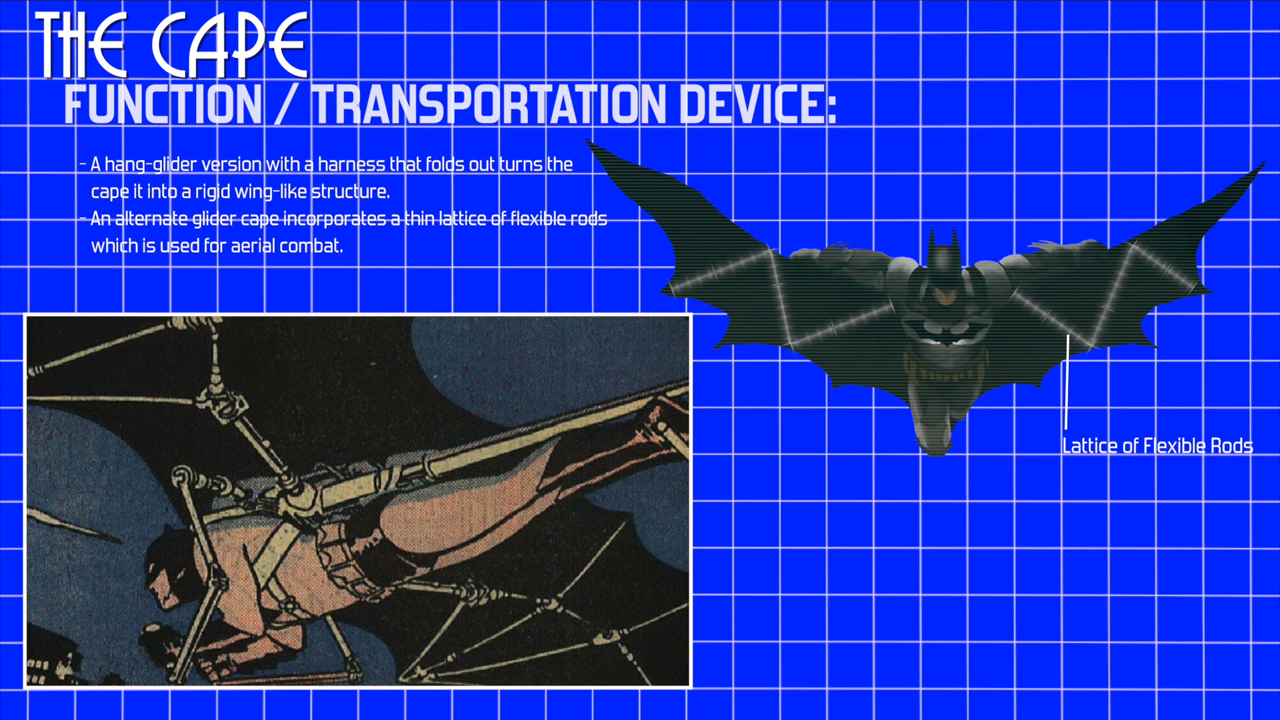 THE CAPE
FUNCTION / TRANSPORTATION DEVICE:
- A hang-glider version with a harness that folds out turns the
cape it into a rigid wing-like structure.
- An alternate glider cape incorporates a thin lattice of flexible rods
which is used for aerial combat.
Lattice of Flexible Rods